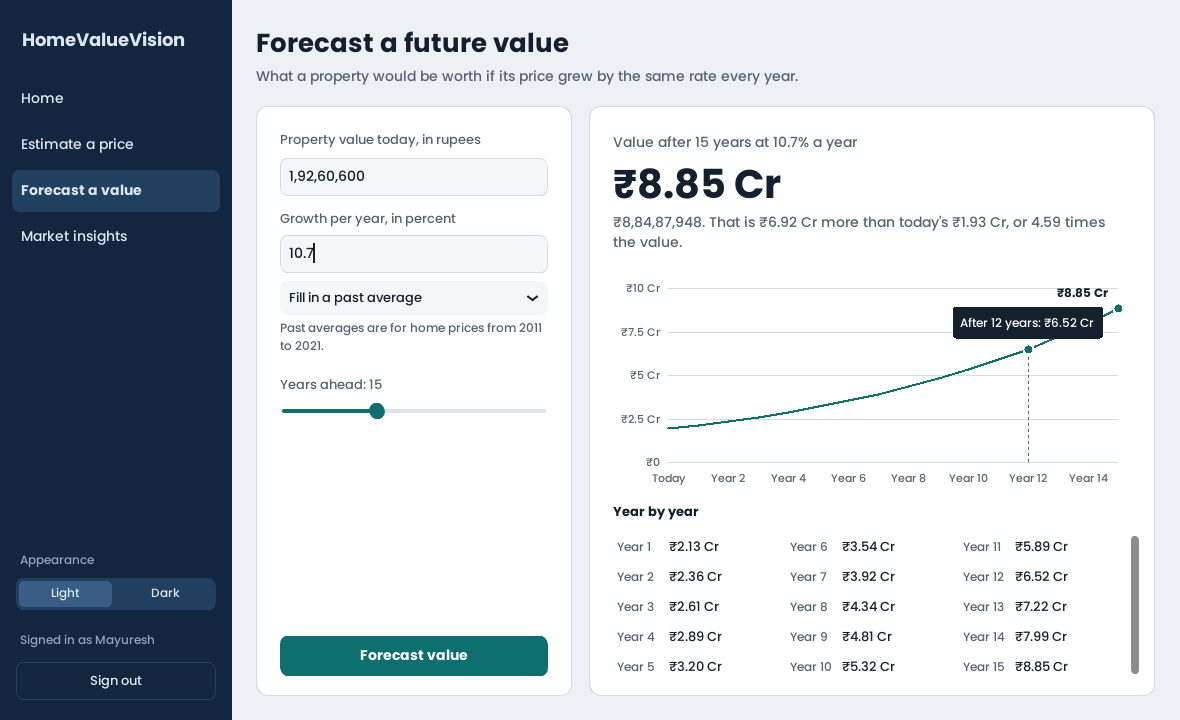 HomeValueVision
Home
Estimate a price
Forecast a value
Market insights
Appearance
Light
Dark
Signed in as Mayuresh
Sign out
Forecast a future value
What a property would be worth if its price grew by the same rate every year.
Property value today, in rupees
1,92,60,600
Growth per year, in percent
10.7
Fill in a past average
Past averages are for home prices from 2011
to 2021.
Years ahead: 15
Forecast value
Value after 15 years at 10.7% a year
₹8.85 Cr
₹8,84,87,948. That is ₹6.92 Cr more than today's ₹1.93 Cr, or 4.59 times
the value.
₹10 Cr
₹8.85 Cr
After 12 years: ₹6.52 Cr
₹7.5 Cr
₹5 Cr
₹2.5 Cr
₹0
Today Year 2 Year 4 Year 6 Year 8 Year 10 Year 12 Year 14
Year by year
Year 1 ₹2.13 Cr Year 6 ₹3.54 Cr Year 11 ₹5.89 Cr
Year 2 ₹2.36 Cr Year 7 ₹3.92 Cr Year 12 ₹6.52 Cr
Year 3 ₹2.61 Cr Year 8 ₹4.34 Cr Year 13 ₹7.22 Cr
Year 4 ₹2.89 Cr Year 9 ₹4.81 Cr Year 14 ₹7.99 Cr
Year 5 ₹3.20 Cr Year 10 ₹5.32 Cr Year 15 ₹8.85 Cr